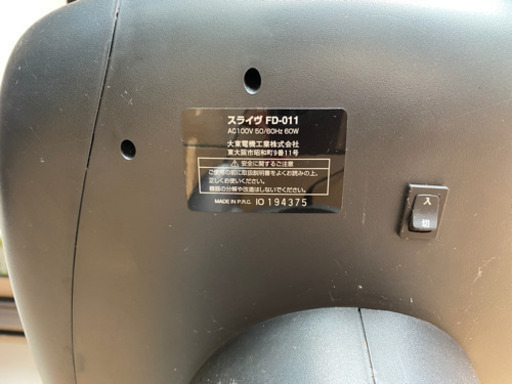 スライヴ FD-011
AC100V 50/60Hz 60W
大東電機工業株式会社
東大阪市昭和町9番11号
⚠安全に関するご注意
ご使用の前に取扱説明書をよくお読みの上、
正しくお使いください。
機器の分解や改造はしないでください。
MADE IN P.R.C. IO 194375
入
切